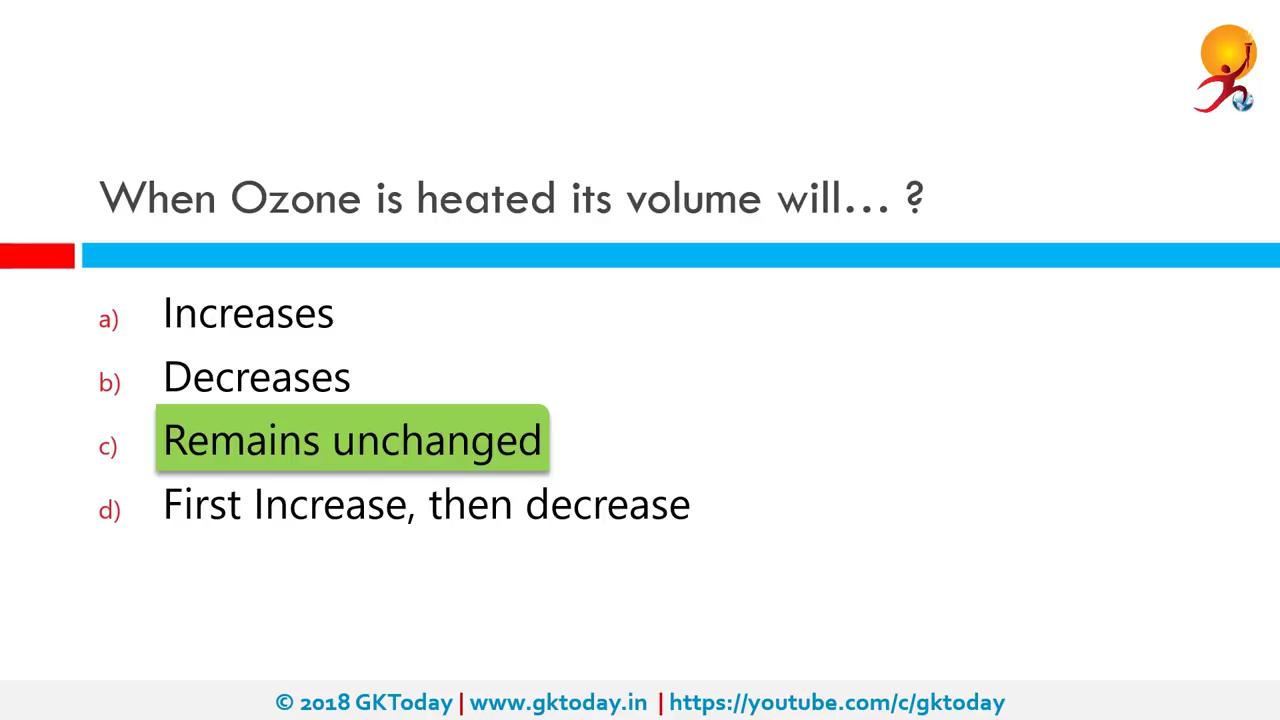 When Ozone is heated its volume will... ?
a) Increases
b) Decreases
c) Remains unchanged
d) First Increase, then decrease
© 2018 GKToday | www.gktoday.in | https://youtube.com/c/gktoday